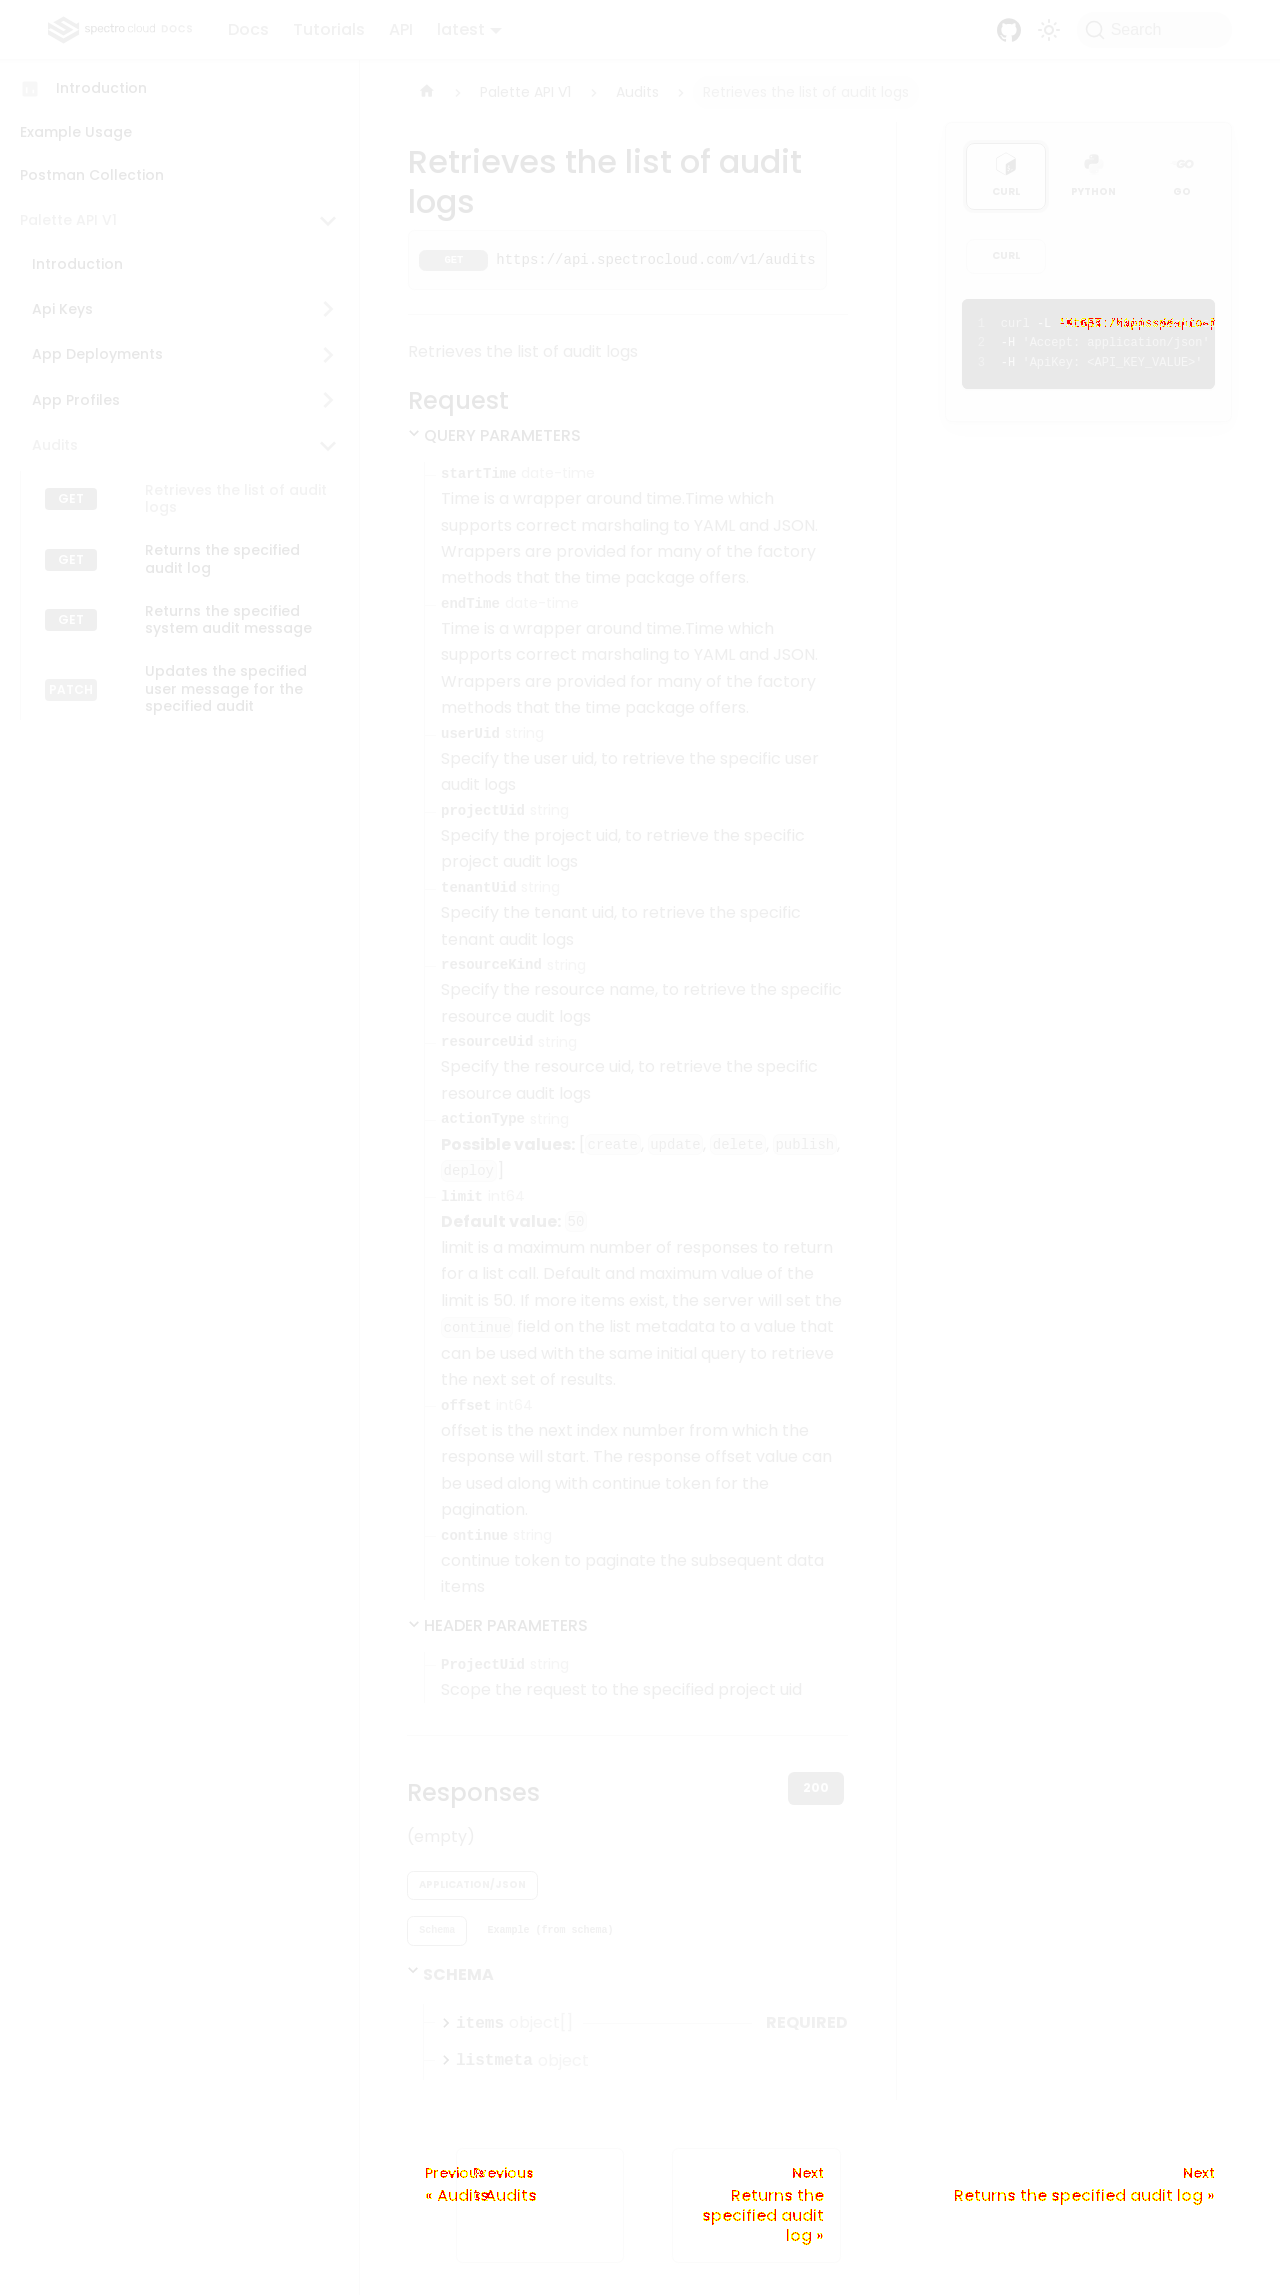 spectro cloud DOCS
Docs
Tutorials
API
latest
Search
Introduction
Example Usage
Postman Collection
Palette API V1
Introduction
Api Keys
App Deployments
App Profiles
Audits
GET
Retrieves the list of audit
logs
GET
Returns the specified
audit log
GET
Returns the specified
system audit message
PATCH
Updates the specified
user message for the
specified audit
Palette API V1
Audits
Retrieves the list of audit logs
Retrieves the list of audit
logs
GET https://api.spectrocloud.com/v1/audits
Retrieves the list of audit logs
Request
QUERY PARAMETERS
startTime date-time
Time is a wrapper around time.Time which
supports correct marshaling to YAML and JSON.
Wrappers are provided for many of the factory
methods that the time package offers.
endTime date-time
Time is a wrapper around time.Time which
supports correct marshaling to YAML and JSON.
Wrappers are provided for many of the factory
methods that the time package offers.
userUid string
Specify the user uid, to retrieve the specific user
audit logs
projectUid string
Specify the project uid, to retrieve the specific
project audit logs
tenantUid string
Specify the tenant uid, to retrieve the specific
tenant audit logs
resourceKind string
Specify the resource name, to retrieve the specific
resource audit logs
resourceUid string
Specify the resource uid, to retrieve the specific
resource audit logs
actionType string
Possible values: [create, update, delete, publish,
deploy]
limit int64
Default value: 50
limit is a maximum number of responses to return
for a list call. Default and maximum value of the
limit is 50. If more items exist, the server will set the
continue field on the list metadata to a value that
can be used with the same initial query to retrieve
the next set of results.
offset int64
offset is the next index number from which the
response will start. The response offset value can
be used along with continue token for the
pagination.
continue string
continue token to paginate the subsequent data
items
HEADER PARAMETERS
ProjectUid string
Scope the request to the specified project uid
Responses
200
(empty)
APPLICATION/JSON
Schema
Example (from schema)
SCHEMA
items object[]
REQUIRED
listmeta object
CURL
PYTHON
GO
CURL
1 curl -L
2 -H 'Accept: application/json'
3 -H 'ApiKey: <API_KEY_VALUE>'
Previous
« Audits
Previous
Audits
Next
Returns the
specified audit
log »
Next
Returns the specified audit log »